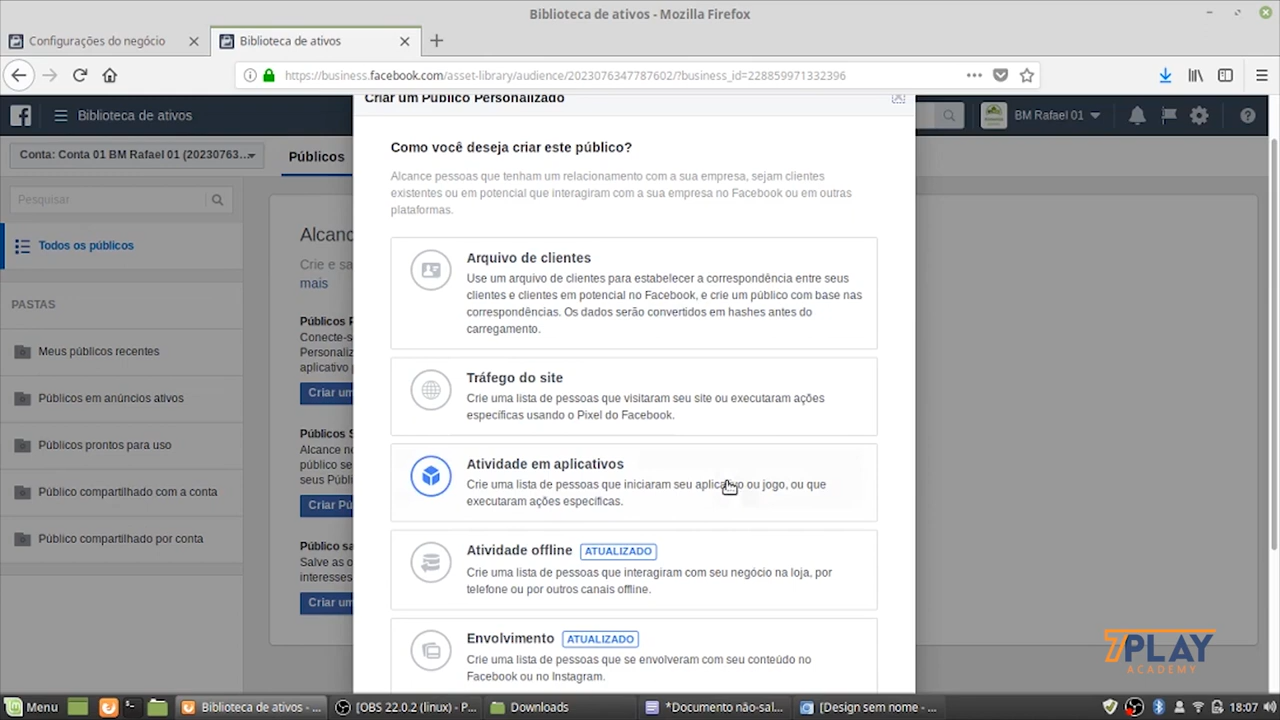 Biblioteca de ativos - Mozilla Firefox
Configurações do negócio
Biblioteca de ativos
https://business.facebook.com/asset-library/audience/2023076347787602/?business_id=228859971332396
Biblioteca de ativos
BM Rafael 01
Criar um Público Personalizado
Conta: Conta 01 BM Rafael 01 (20230763...
Públicos
Pesquisar
Todos os públicos
PASTAS
Meus públicos recentes
Públicos em anúncios ativos
Públicos prontos para uso
Público compartilhado com a conta
Público compartilhado por conta
Alcanc
Crie e sa
mais
Públicos P
Conecte-s
Personaliz
aplicativo
Criar um
Públicos S
Alcance no
público se
seus Públi
Criar Pú
Público sa
Salve as o
interesses
Criar um
Como você deseja criar este público?
Alcance pessoas que tenham um relacionamento com a sua empresa, sejam clientes
existentes ou em potencial que interagiram com a sua empresa no Facebook ou em outras
plataformas.
Arquivo de clientes
Use um arquivo de clientes para estabelecer a correspondência entre seus
clientes e clientes em potencial no Facebook, e crie um público com base nas
correspondências. Os dados serão convertidos em hashes antes do
carregamento.
Tráfego do site
Crie uma lista de pessoas que visitaram seu site ou executaram ações
específicas usando o Pixel do Facebook.
Atividade em aplicativos
Crie uma lista de pessoas que iniciaram seu aplicativo ou jogo, ou que
executaram ações específicas.
Atividade offline ATUALIZADO
Crie uma lista de pessoas que interagiram com seu negócio na loja, por
telefone ou por outros canais offline.
Envolvimento ATUALIZADO
Crie uma lista de pessoas que se envolveram com seu conteúdo no
Facebook ou no Instagram.
7PLAY
ACADEMY
Menu
Biblioteca de ativos - ...
[OBS 22.0.2 (linux) - P...
Downloads
*Documento não-sal...
[Design sem nome - ...
18:07